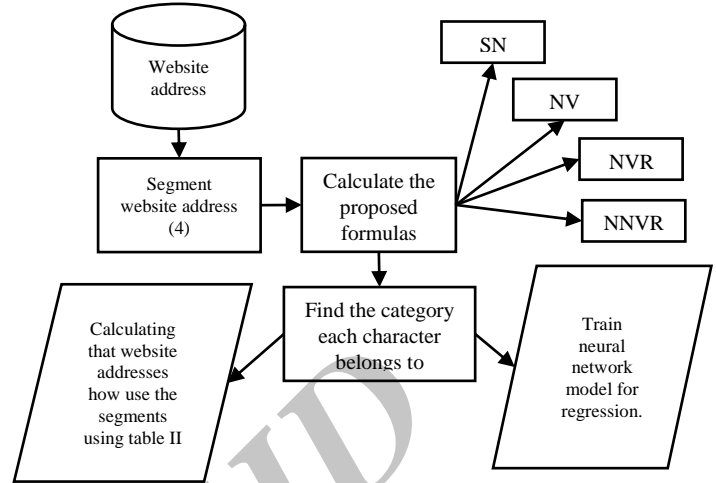 Website
address
SN
NV
NVR
NNVR
Segment
website address
(4)
Calculate the
proposed
formulas
Find the category
each character
belongs to
Calculating
that website
addresses
how use the
segments
using table II
Train
neural
network
model for
regression.